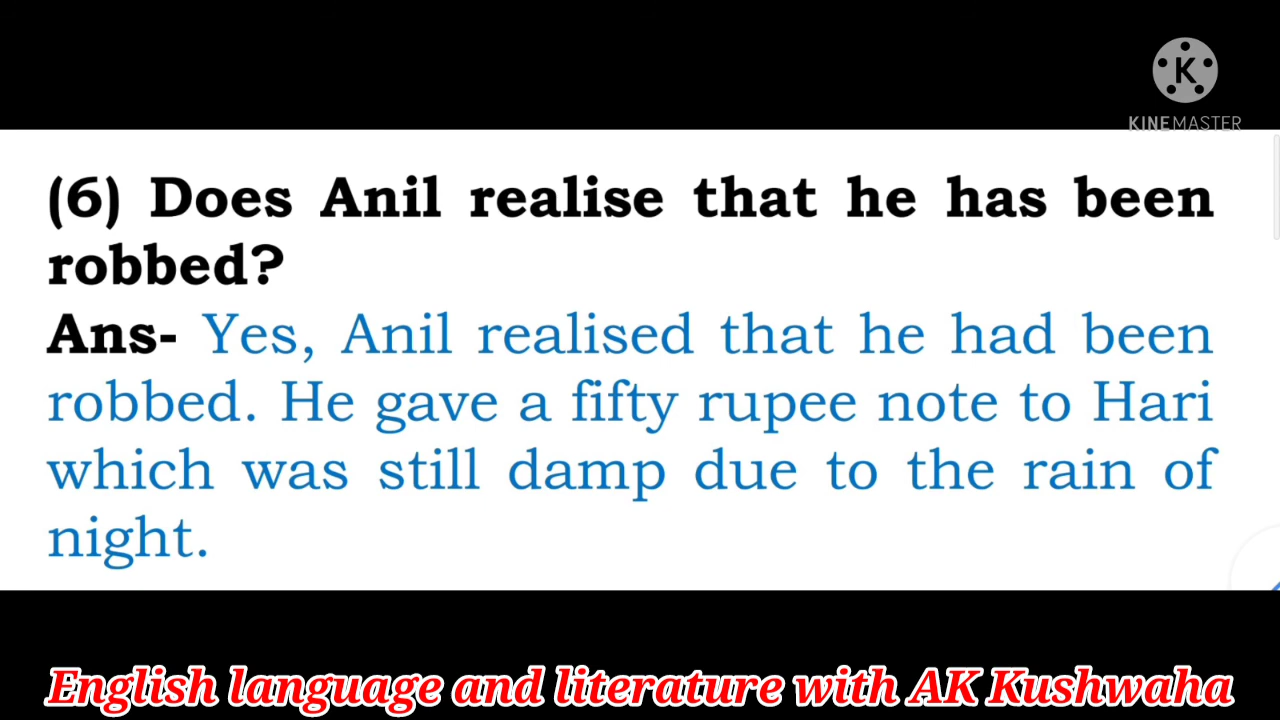 K
KINEMASTER
(6) Does Anil realise that he has been
robbed?
Ans- Yes, Anil realised that he had been
robbed. He gave a fifty rupee note to Hari
which was still damp due to the rain of
night.
English language and literature with AK Kushwaha